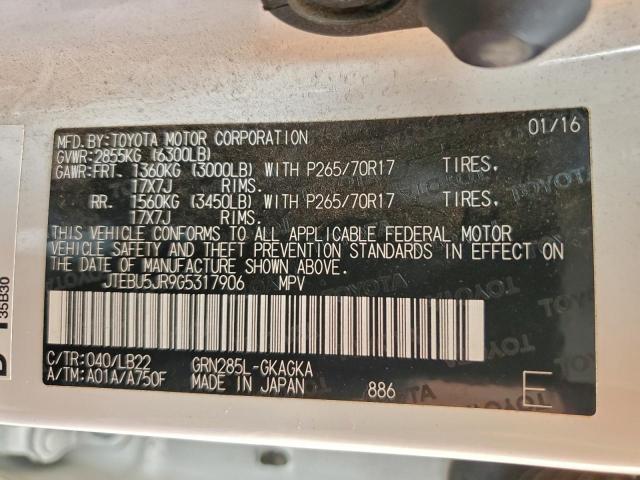 MFD.BY:TOYOTA MOTOR CORPORATION 01/16
GVWR:2855KG (6300LB)
GAWR:FRT. 1360KG (3000LB) WITH P265/70R17 TIRES,
17X7J RIMS.
RR. 1560KG (3450LB) WITH P265/70R17 TIRES,
17X7J RIMS.
THIS VEHICLE CONFORMS TO ALL APPLICABLE FEDERAL MOTOR
VEHICLE SAFETY AND THEFT PREVENTION STANDARDS IN EFFECT ON
THE DATE OF MANUFACTURE SHOWN ABOVE.
JTEBU5JR9G5317906 MPV
C/TR:040/LB22 GRN285L-GKAGKA
A/TM:A01A/A750F MADE IN JAPAN 886 E
35B30